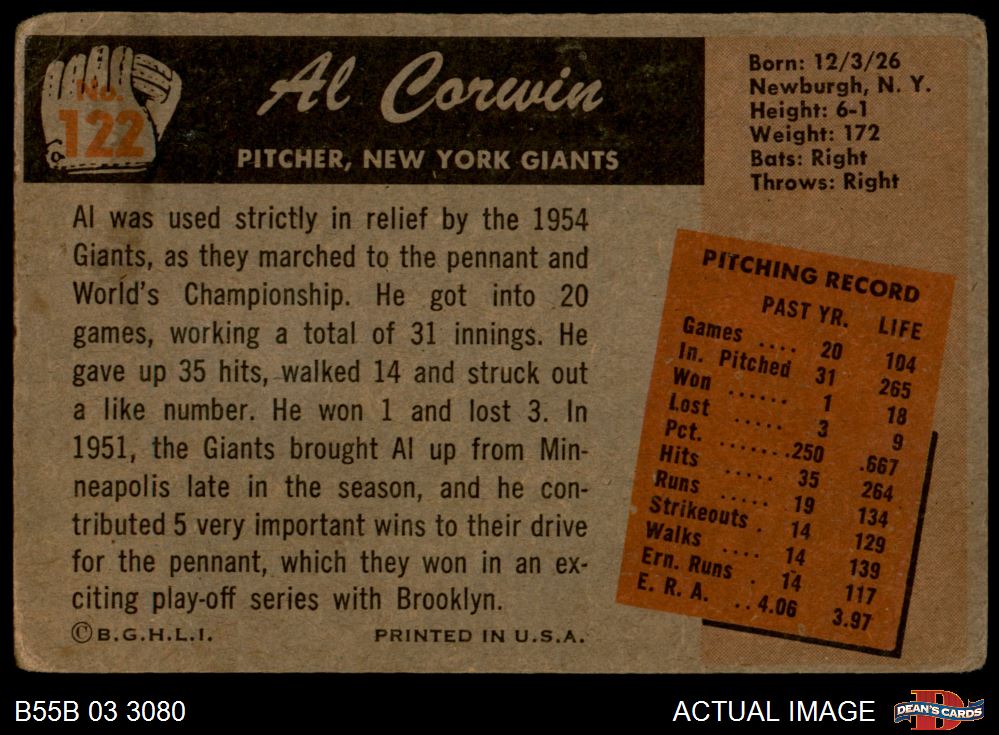 No.
122
Al Corwin
PITCHER, NEW YORK GIANTS
Born: 12/3/26
Newburgh, N. Y.
Height: 6-1
Weight: 172
Bats: Right
Throws: Right
Al was used strictly in relief by the 1954
Giants, as they marched to the pennant and
World's Championship. He got into 20
games, working a total of 31 innings. He
gave up 35 hits, walked 14 and struck out
a like number. He won 1 and lost 3. In
1951, the Giants brought Al up from Min-
neapolis late in the season, and he con-
tributed 5 very important wins to their drive
for the pennant, which they won in an ex-
citing play-off series with Brooklyn.
©B.G.H.L.I. PRINTED IN U.S.A.
PITCHING RECORD
PAST YR. LIFE
Games .... 20 104
In. Pitched 31 265
Won ...... 1 18
Lost ..... 3 9
Pct. .......250 .667
Hits ..... 35 264
Runs ..... 19 134
Strikeouts . 14 129
Walks .... 14 139
Ern. Runs . 14 117
E. R. A. ..4.06 3.97
B55B 03 3080
ACTUAL IMAGE
DEAN'S CARDS